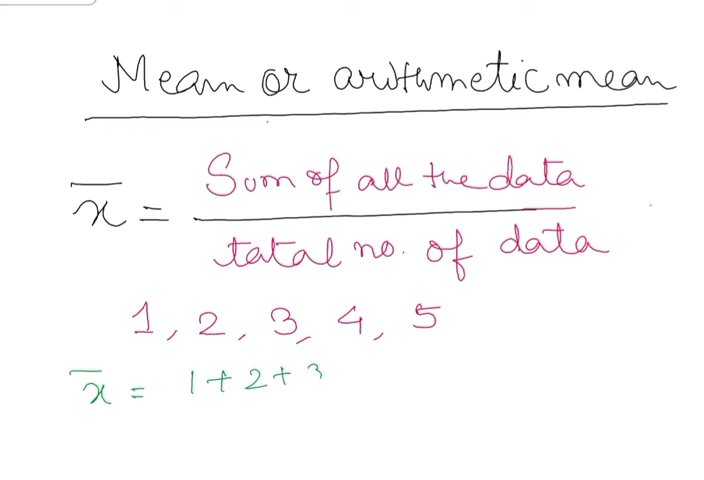 Mean or arithmetic mean
x̄ = Sum of all the data
tatal no. of data
1, 2, 3, 4, 5
x̄ = 1+2+3